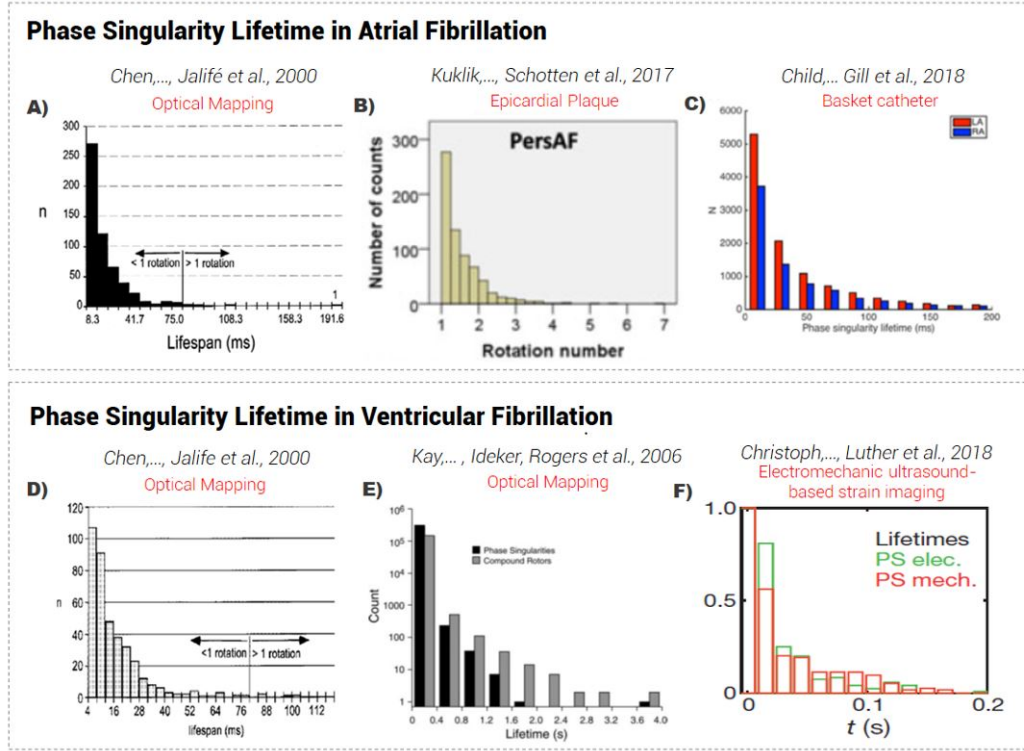 Phase Singularity Lifetime in Atrial Fibrillation
Chen,..., Jalifé et al., 2000
Optical Mapping
A)
300
250
200
150
100
50
0
n
< 1 rotation
> 1 rotation
1
8.3 41.7 75.0 108.3 158.3 191.6
Lifespan (ms)
Kuklik,..., Schotten et al., 2017
Epicardial Plaque
B)
PersAF
Number of counts
300
200
100
0
1 2 3 4 5 6 7
Rotation number
Child,... Gill et al., 2018
Basket catheter
C)
6000
5000
4000
3000
2000
1000
0
N
LA
RA
0 50 100 150 200
Phase singularity lifetime (ms)
Phase Singularity Lifetime in Ventricular Fibrillation
Chen,..., Jalife et al., 2000
Optical Mapping
D)
120
100
80
60
40
20
0
n
<1 rotation
> 1 rotation
4 16 28 40 52 64 76 88 100 112
lifespan (ms)
Kay,... , Ideker, Rogers et al., 2006
Optical Mapping
E)
10⁶
10⁵
10⁴
1000
100
10
1
Count
Phase Singularities
Compound Rotors
0 0.4 0.8 1.2 1.6 2.0 2.4 2.8 3.2 3.6 4.0
Lifetime (s)
Christoph,..., Luther et al., 2018
Electromechanic ultrasound-
based strain imaging
F)
1.0
0.5
0
Lifetimes
PS elec.
PS mech.
0 0.1 0.2
t (s)